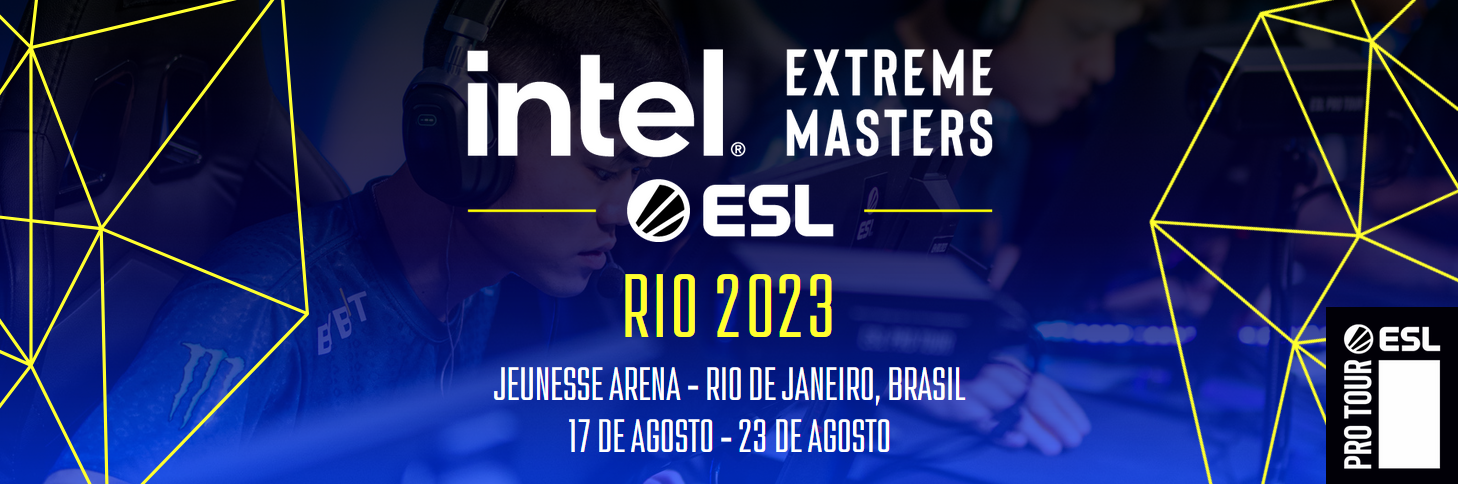 intel® EXTREME
MASTERS
ESL
RIO 2023
JEUNESSE ARENA - RIO DE JANEIRO, BRASIL
17 DE AGOSTO - 23 DE AGOSTO
ESL
PRO TOUR